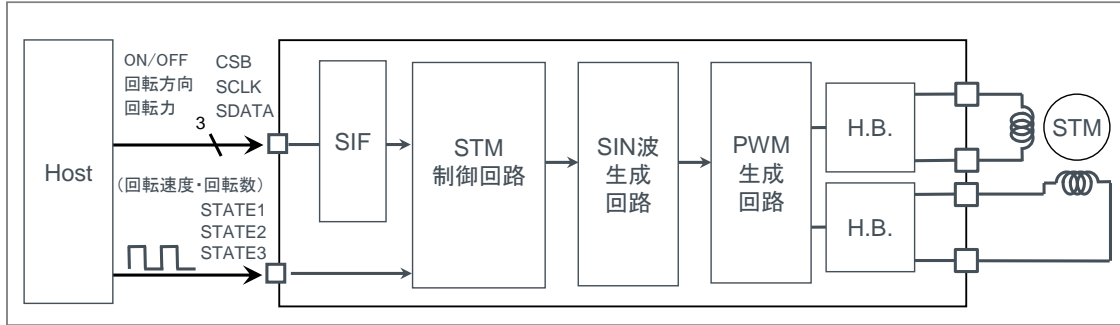 Host
ON/OFF
回転方向
回転力
CSB
SCLK
SDATA
3
(回転速度・回転数)
STATE1
STATE2
STATE3
SIF
STM
制御回路
SIN波
生成
回路
PWM
生成
回路
H.B.
H.B.
STM